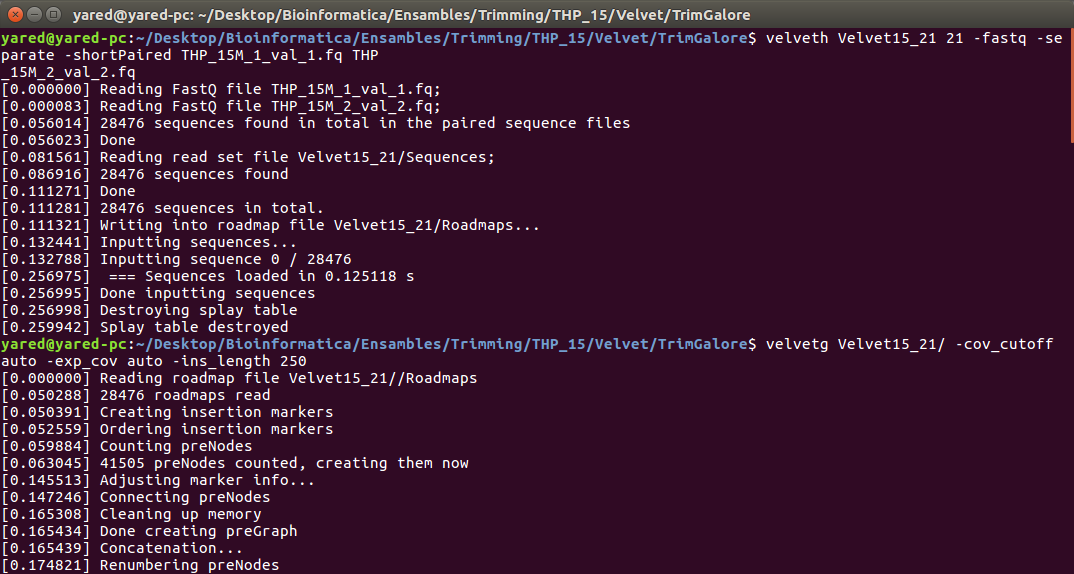 yared@yared-pc: ~/Desktop/Bioinformatica/Ensambles/Trimming/THP_15/Velvet/TrimGalore
yared@yared-pc:~/Desktop/Bioinformatica/Ensambles/Trimming/THP_15/Velvet/TrimGalore$ velveth Velvet15_21 21 -fastq -se
parate -shortPaired THP_15M_1_val_1.fq THP
_15M_2_val_2.fq
[0.000000] Reading FastQ file THP_15M_1_val_1.fq;
[0.000083] Reading FastQ file THP_15M_2_val_2.fq;
[0.056014] 28476 sequences found in total in the paired sequence files
[0.056023] Done
[0.081561] Reading read set file Velvet15_21/Sequences;
[0.086916] 28476 sequences found
[0.111271] Done
[0.111281] 28476 sequences in total.
[0.111321] Writing into roadmap file Velvet15_21/Roadmaps...
[0.132441] Inputting sequences...
[0.132788] Inputting sequence 0 / 28476
[0.256975]  === Sequences loaded in 0.125118 s
[0.256995] Done inputting sequences
[0.256998] Destroying splay table
[0.259942] Splay table destroyed
yared@yared-pc:~/Desktop/Bioinformatica/Ensambles/Trimming/THP_15/Velvet/TrimGalore$ velvetg Velvet15_21/ -cov_cutoff
auto -exp_cov auto -ins_length 250
[0.000000] Reading roadmap file Velvet15_21//Roadmaps
[0.050288] 28476 roadmaps read
[0.050391] Creating insertion markers
[0.052559] Ordering insertion markers
[0.059884] Counting preNodes
[0.063045] 41505 preNodes counted, creating them now
[0.145513] Adjusting marker info...
[0.147246] Connecting preNodes
[0.165308] Cleaning up memory
[0.165434] Done creating preGraph
[0.165439] Concatenation...
[0.174821] Renumbering preNodes